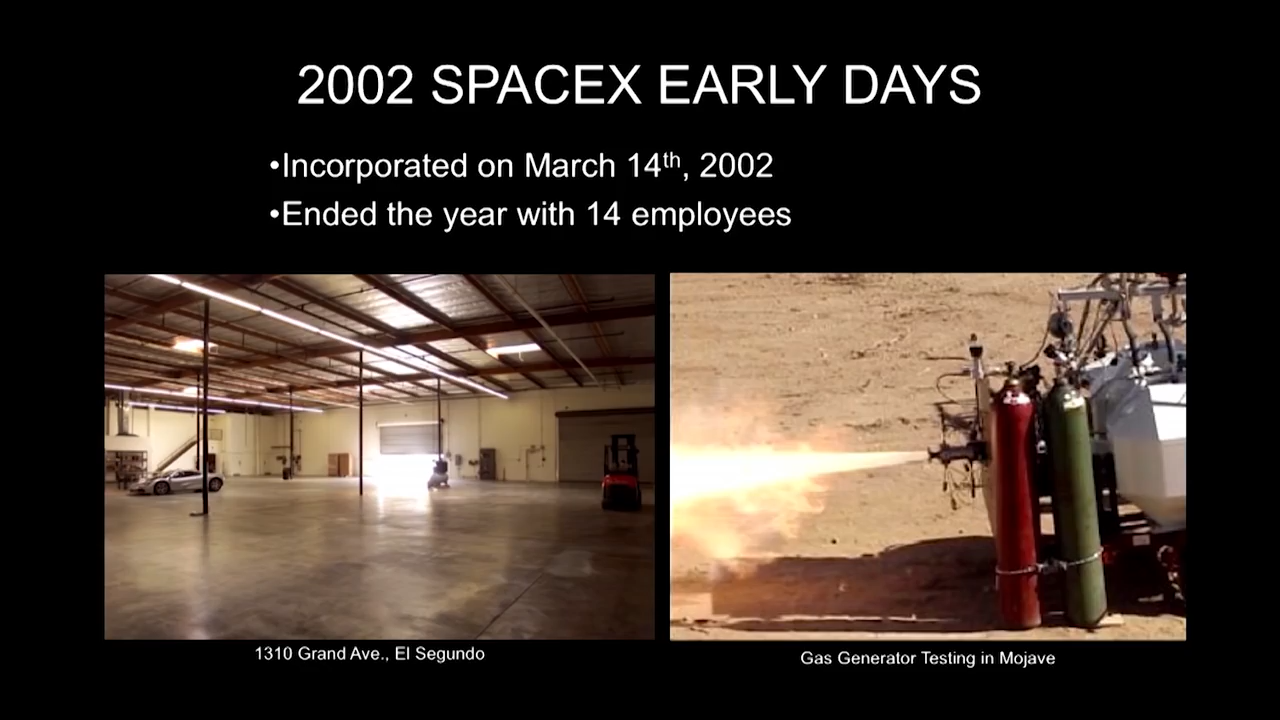 2002 SPACEX EARLY DAYS
•Incorporated on March 14th, 2002
•Ended the year with 14 employees
1310 Grand Ave., El Segundo
Gas Generator Testing in Mojave